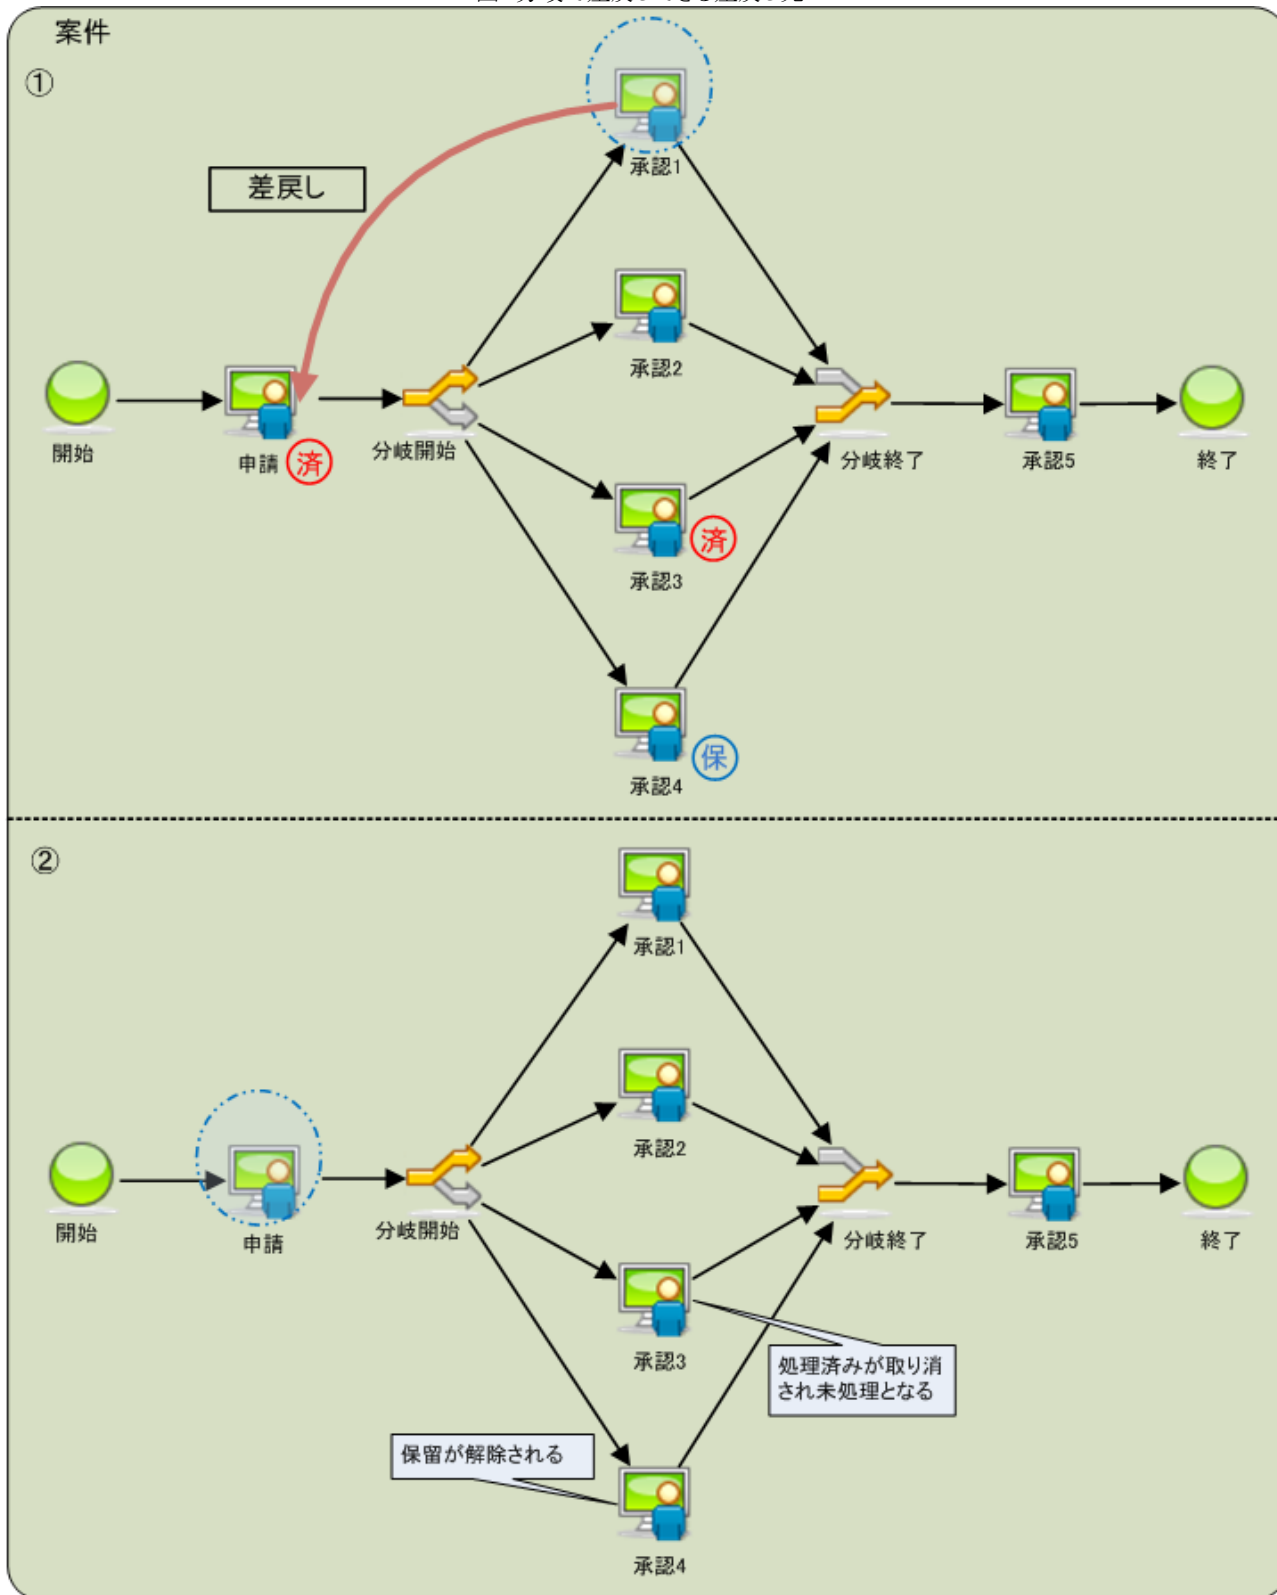 案件
①
承認1
差戻し
承認2
開始
申請
済
分岐開始
分岐終了
承認5
終了
済
承認3
保
承認4
②
承認1
承認2
開始
申請
分岐開始
分岐終了
承認5
終了
承認3
処理済みが取り消
され未処理となる
保留が解除される
承認4